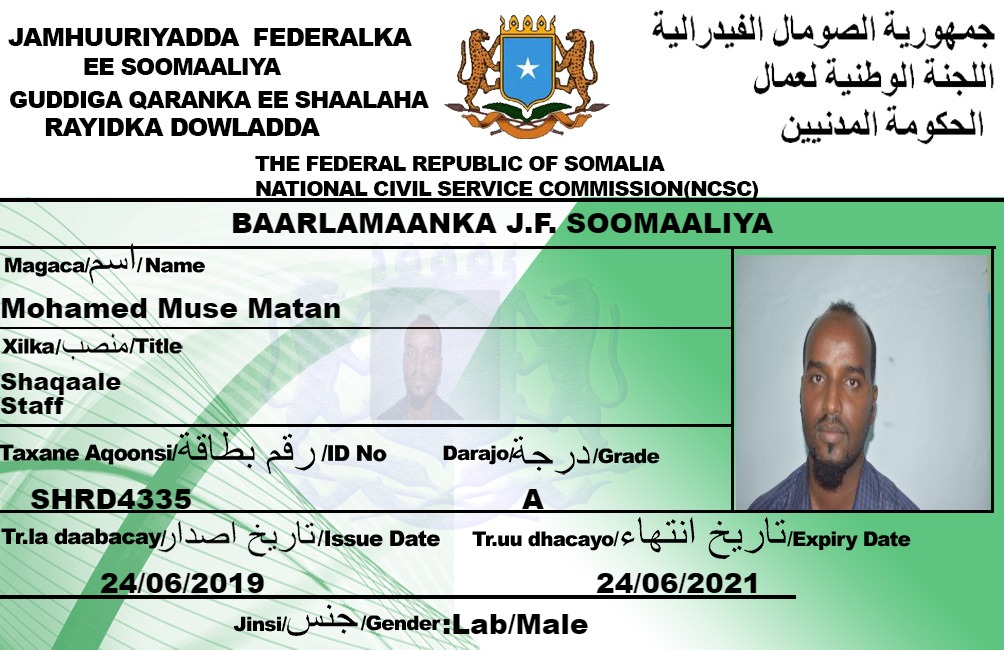 JAMHUURIYADDA FEDERALKA
EE SOOMAALIYA
GUDDIGA QARANKA EE SHAALAHA
RAYIDKA DOWLADDA
جمهورية الصومال الفيدرالية
اللجنة الوطنية لعمال
الحكومة المدنيين
THE FEDERAL REPUBLIC OF SOMALIA
NATIONAL CIVIL SERVICE COMMISSION(NCSC)
BAARLAMAANKA J.F. SOOMAALIYA
Magaca/اسم/Name
Mohamed Muse Matan
Xilka/منصب/Title
Shaqaale
Staff
Taxane Aqoonsi/رقم بطاقة/ID No
Darajo/درجة/Grade
SHRD4335
A
Tr.la daabacay/تاريخ اصدار/Issue Date
Tr.uu dhacayo/تاريخ انتهاء/Expiry Date
24/06/2019
24/06/2021
Jinsi/جنس/Gender:Lab/Male